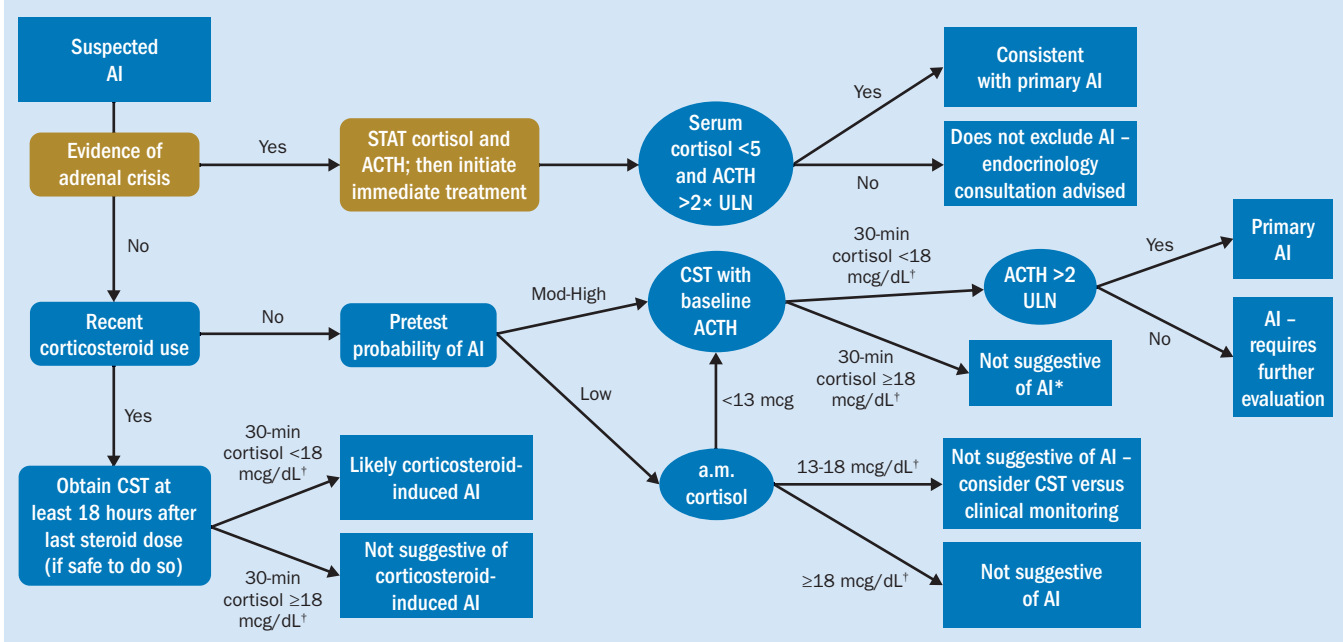 Suspected
AI
Evidence of
adrenal crisis
Yes
STAT cortisol and
ACTH; then initiate
immediate treatment
Serum
cortisol <5
and ACTH
>2× ULN
Yes
Consistent
with primary AI
No
Does not exclude AI –
endocrinology
consultation advised
No
Recent
corticosteroid use
No
Pretest
probability of AI
Mod-High
CST with
baseline
ACTH
30-min
cortisol <18
mcg/dL†
ACTH >2
ULN
Yes
Primary
AI
No
AI –
requires
further
evaluation
30-min
cortisol ≥18
mcg/dL†
Not suggestive
of AI*
Low
<13 mcg
a.m.
cortisol
13-18 mcg/dL†
Not suggestive of AI –
consider CST versus
clinical monitoring
≥18 mcg/dL†
Not suggestive
of AI
Yes
Obtain CST at
least 18 hours after
last steroid dose
(if safe to do so)
30-min
cortisol <18
mcg/dL†
Likely corticosteroid-
induced AI
30-min
cortisol ≥18
mcg/dL†
Not suggestive of
corticosteroid-
induced AI